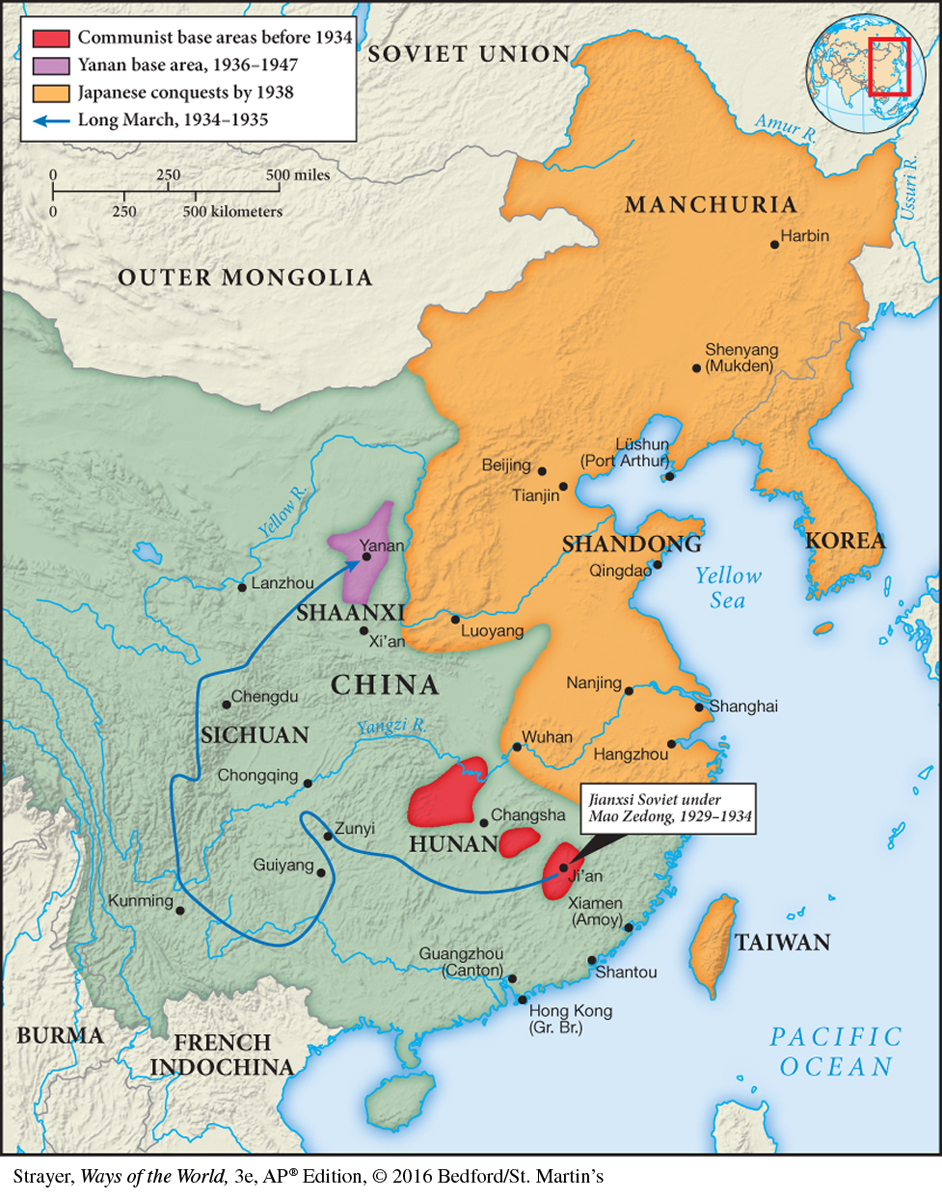 Communist base areas before 1934
Yanan base area, 1936–1947
Japanese conquests by 1938
Long March, 1934–1935
SOVIET UNION
Amur R.
Ussuri R.
0 250 500 miles
0 250 500 kilometers
MANCHURIA
Harbin
OUTER MONGOLIA
Shenyang
(Mukden)
Lüshun
(Port Arthur)
Beijing
Tianjin
Yellow R.
SHANDONG
KOREA
Yanan
Qingdao
Yellow
Sea
Lanzhou
SHAANXI
Luoyang
Xi'an
CHINA
Nanjing
Chengdu
Shanghai
SICHUAN
Yangzi R.
Wuhan
Hangzhou
Chongqing
Jianxsi Soviet under
Mao Zedong, 1929–1934
Changsha
Zunyi
HUNAN
Guiyang
Ji'an
Kunming
Xiamen
(Amoy)
TAIWAN
Guangzhou
(Canton)
Shantou
Hong Kong
(Gr. Br.)
BURMA
FRENCH
INDOCHINA
PACIFIC
OCEAN
Strayer, Ways of the World, 3e, AP® Edition, © 2016 Bedford/St. Martin's